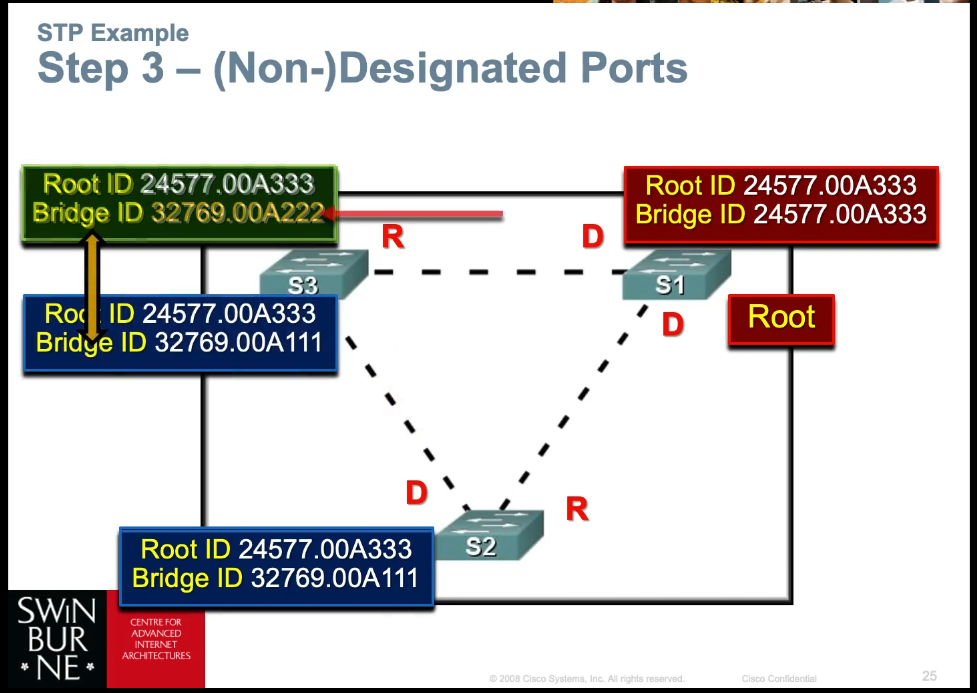 STP Example
Step 3 – (Non-)Designated Ports
Root ID 24577.00A333
Bridge ID 32769.00A222
Root ID 24577.00A333
Bridge ID 24577.00A333
R
D
S3
S1
D
Root
Root ID 24577.00A333
Bridge ID 32769.00A111
D
R
S2
Root ID 24577.00A333
Bridge ID 32769.00A111
SWIN
BUR
*NE*
CENTRE FOR
ADVANCED
INTERNET
ARCHITECTURES
© 2008 Cisco Systems, Inc. All rights reserved.
Cisco Confidential
25